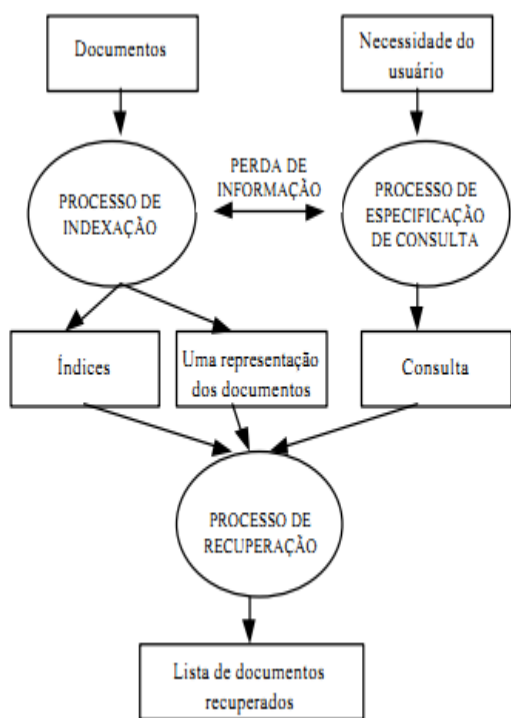 Documentos
Necessidade do
usuário
PERDA DE
INFORMAÇÃO
PROCESSO DE
INDEXAÇÃO
PROCESSO DE
ESPECIFICAÇÃO
DE CONSULTA
Índices
Uma representação
dos documentos
Consulta
PROCESSO DE
RECUPERAÇÃO
Lista de documentos
recuperados